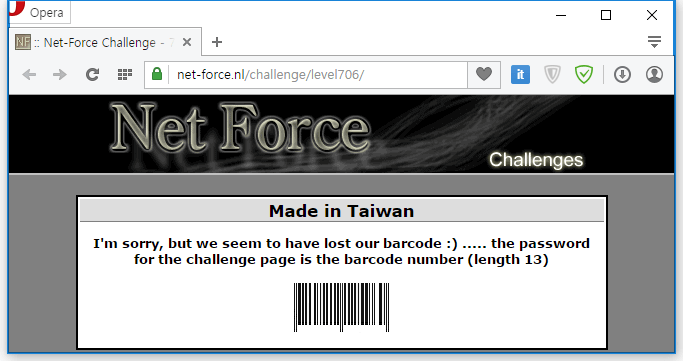 Opera
:: Net-Force Challenge - 7
net-force.nl/challenge/level706/
Net Force
Challenges
Made in Taiwan
I'm sorry, but we seem to have lost our barcode :) ..... the password
for the challenge page is the barcode number (length 13)